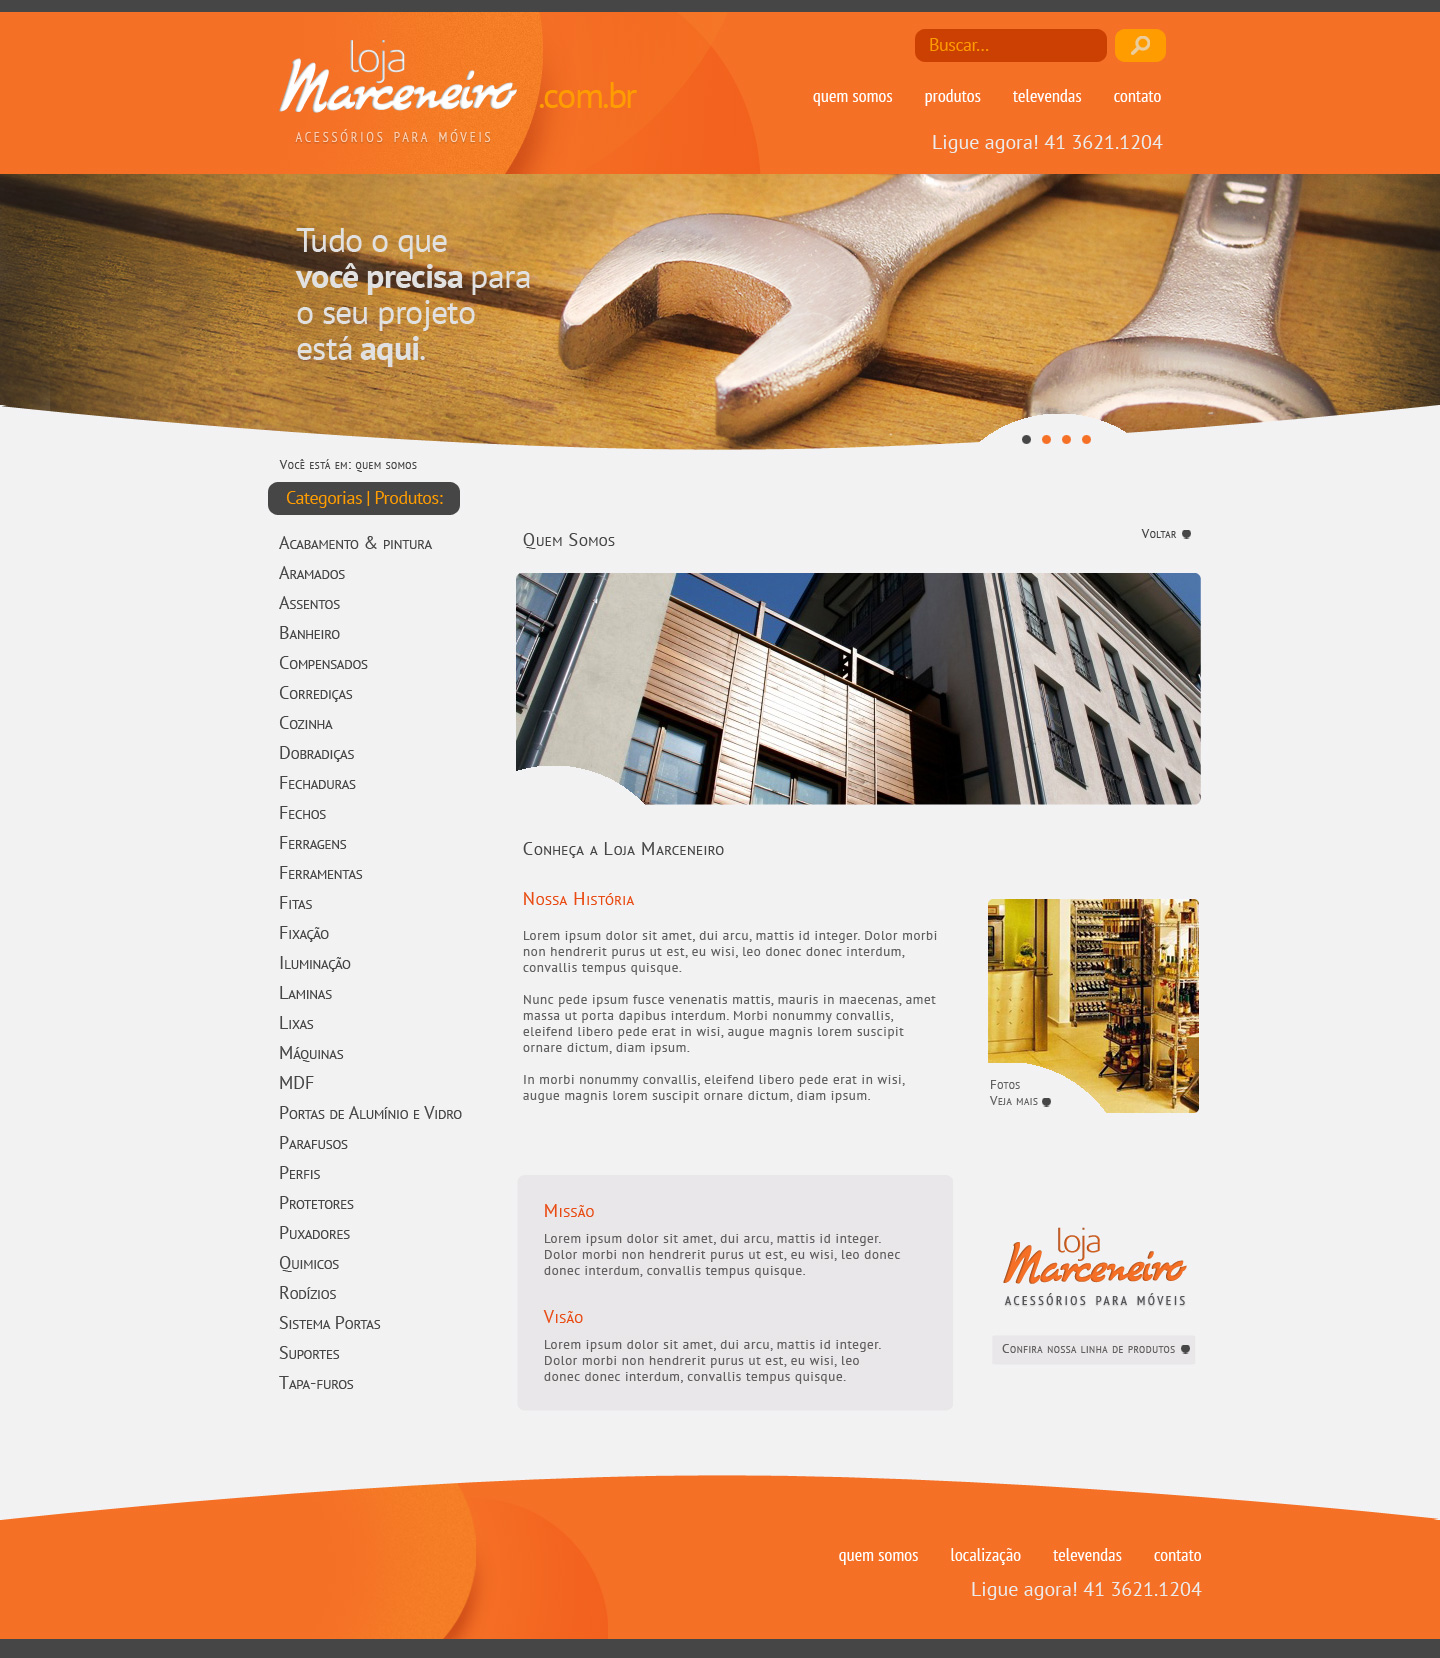 loja
Marceneiro
.com.br
ACESSÓRIOS PARA MÓVEIS
Buscar...
quem somos produtos televendas contato
Ligue agora! 41 3621.1204
11
Tudo o que
você precisa para
o seu projeto
está aqui.
Você está em: quem somos
Categorias | Produtos:
Acabamento & pintura
Aramados
Assentos
Banheiro
Compensados
Corrediças
Cozinha
Dobradiças
Fechaduras
Fechos
Ferragens
Ferramentas
Fitas
Fixação
Iluminação
Laminas
Lixas
Máquinas
MDF
Portas de Alumínio e Vidro
Parafusos
Perfis
Protetores
Puxadores
Quimicos
Rodízios
Sistema Portas
Suportes
Tapa-furos
Quem Somos
Voltar
Conheça a Loja Marceneiro
Nossa História
Lorem ipsum dolor sit amet, dui arcu, mattis id integer. Dolor morbi
non hendrerit purus ut est, eu wisi, leo donec donec interdum,
convallis tempus quisque.
Nunc pede ipsum fusce venenatis mattis, mauris in maecenas, amet
massa ut porta dapibus interdum. Morbi nonummy convallis,
eleifend libero pede erat in wisi, augue magnis lorem suscipit
ornare dictum, diam ipsum.
In morbi nonummy convallis, eleifend libero pede erat in wisi,
augue magnis lorem suscipit ornare dictum, diam ipsum.
Fotos
Veja mais
Missão
Lorem ipsum dolor sit amet, dui arcu, mattis id integer.
Dolor morbi non hendrerit purus ut est, eu wisi, leo donec
donec interdum, convallis tempus quisque.
Visão
Lorem ipsum dolor sit amet, dui arcu, mattis id integer.
Dolor morbi non hendrerit purus ut est, eu wisi, leo
donec donec interdum, convallis tempus quisque.
loja
Marceneiro
ACESSÓRIOS PARA MÓVEIS
Confira nossa linha de produtos
quem somos localização televendas contato
Ligue agora! 41 3621.1204